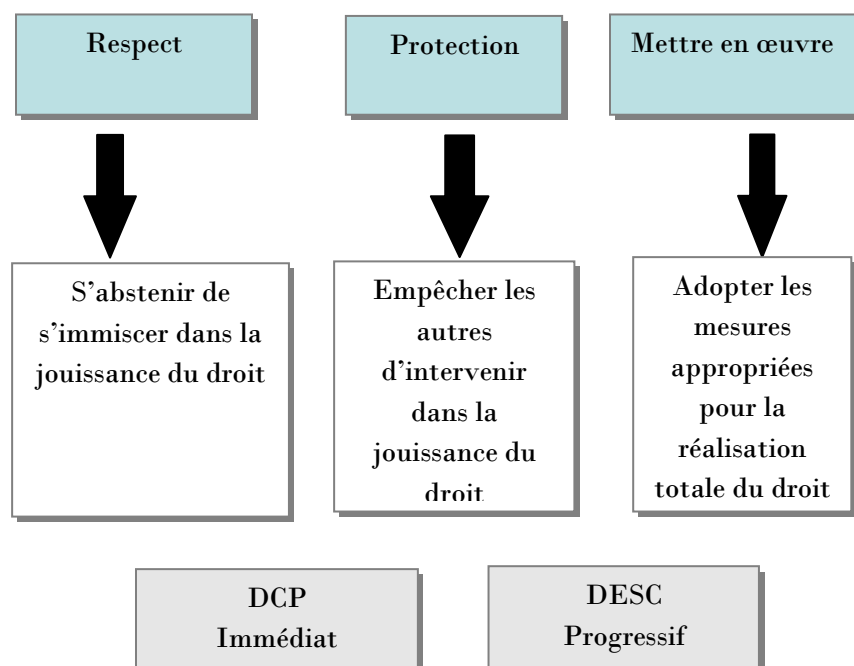 Respect
Protection
Mettre en œuvre
S'abstenir de
s'immiscer dans la
jouissance du droit
Empêcher les
autres
d'intervenir
dans la
jouissance du
droit
Adopter les
mesures
appropriées
pour la
réalisation
totale du droit
DCP
Immédiat
DESC
Progressif